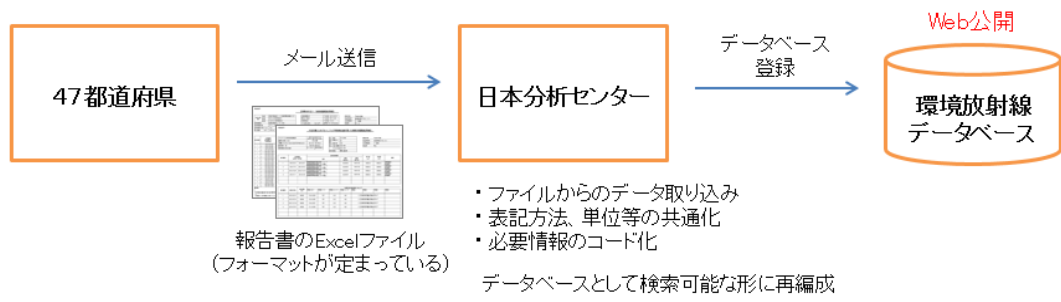 Web公開
メール送信
データベース
登録
47都道府県
日本分析センター
環境放射線
データベース
・ファイルからのデータ取り込み
・表記方法、単位等の共通化
・必要情報のコード化
報告書のExcelファイル
(フォーマットが定まっている)
データベースとして検索可能な形に再編成